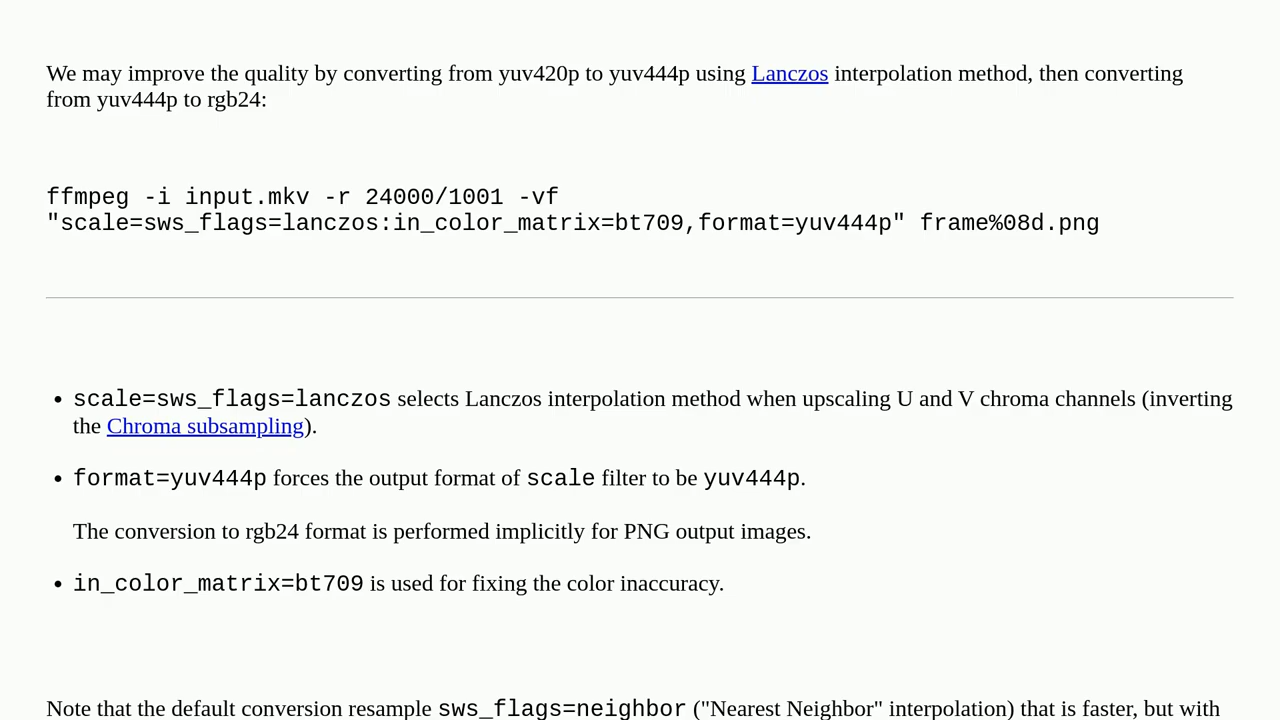 We may improve the quality by converting from yuv420p to yuv444p using Lanczos interpolation method, then converting
from yuv444p to rgb24:
ffmpeg -i input.mkv -r 24000/1001 -vf
"scale=sws_flags=lanczos:in_color_matrix=bt709,format=yuv444p" frame%08d.png
• scale=sws_flags=lanczos selects Lanczos interpolation method when upscaling U and V chroma channels (inverting
the Chroma subsampling).
• format=yuv444p forces the output format of scale filter to be yuv444p.
The conversion to rgb24 format is performed implicitly for PNG output images.
• in_color_matrix=bt709 is used for fixing the color inaccuracy.
Note that the default conversion resample sws_flags=neighbor ("Nearest Neighbor" interpolation) that is faster, but with